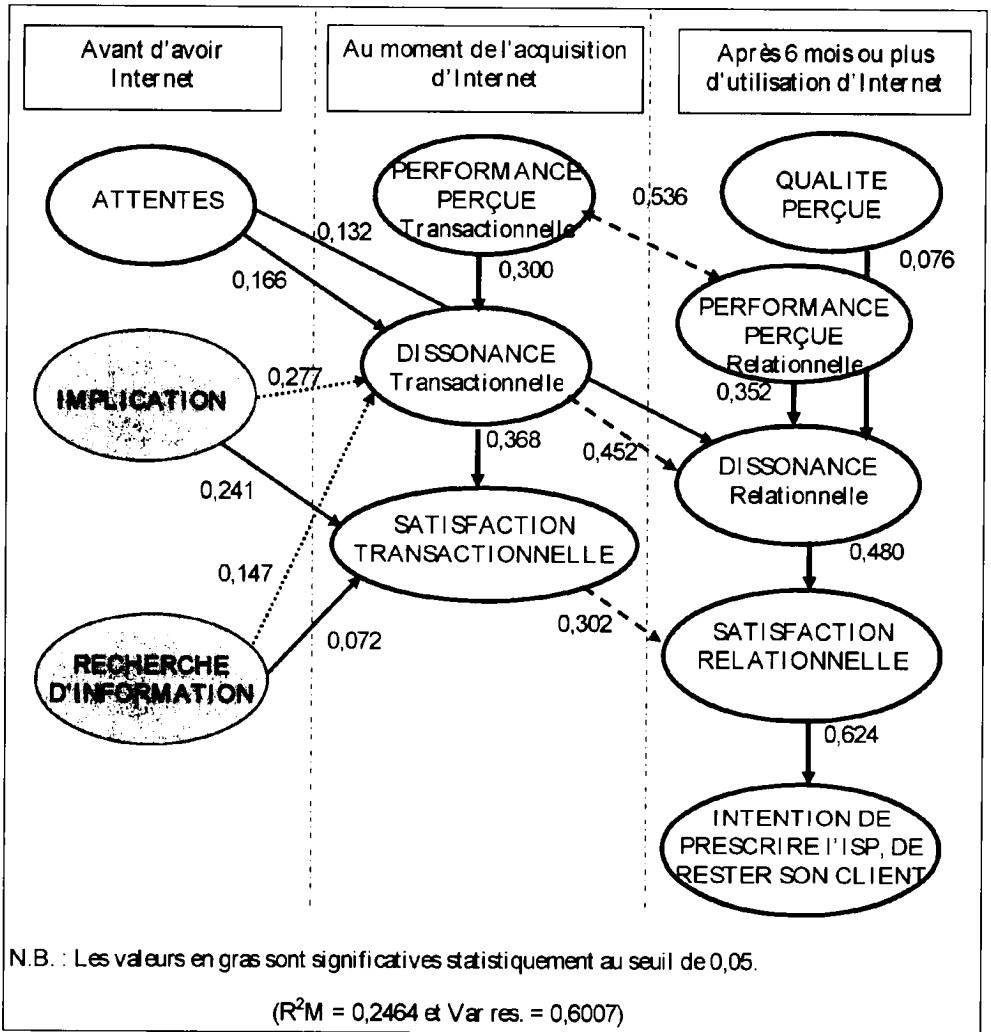 Avant d'avoir
Internet
Au moment de l'acquisition
d'Internet
Après 6 mois ou plus
d'utilisation d'Internet
ATTENTES
PERFORMANCE
PERÇUE
Transactionnelle
0,536
QUALITE
PERÇUE
0,132
0,166
0,300
0,076
PERFORMANCE
PERÇUE
Relationnelle
IMPLICATION
0,277
DISSONANCE
Transactionnelle
0,352
0,368
0,452
DISSONANCE
Relationnelle
0,241
SATISFACTION
TRANSACTIONNELLE
0,480
0,147
0,072
0,302
RECHERCHE
D'INFORMATION
SATISFACTION
RELATIONNELLE
0,624
INTENTION DE
PRESCRIRE l'ISP, DE
RESTER SON CLIENT
N.B. : Les valeurs en gras sont significatives statistiquement au seuil de 0,05.
(R²M = 0,2464 et Var res. = 0,6007)